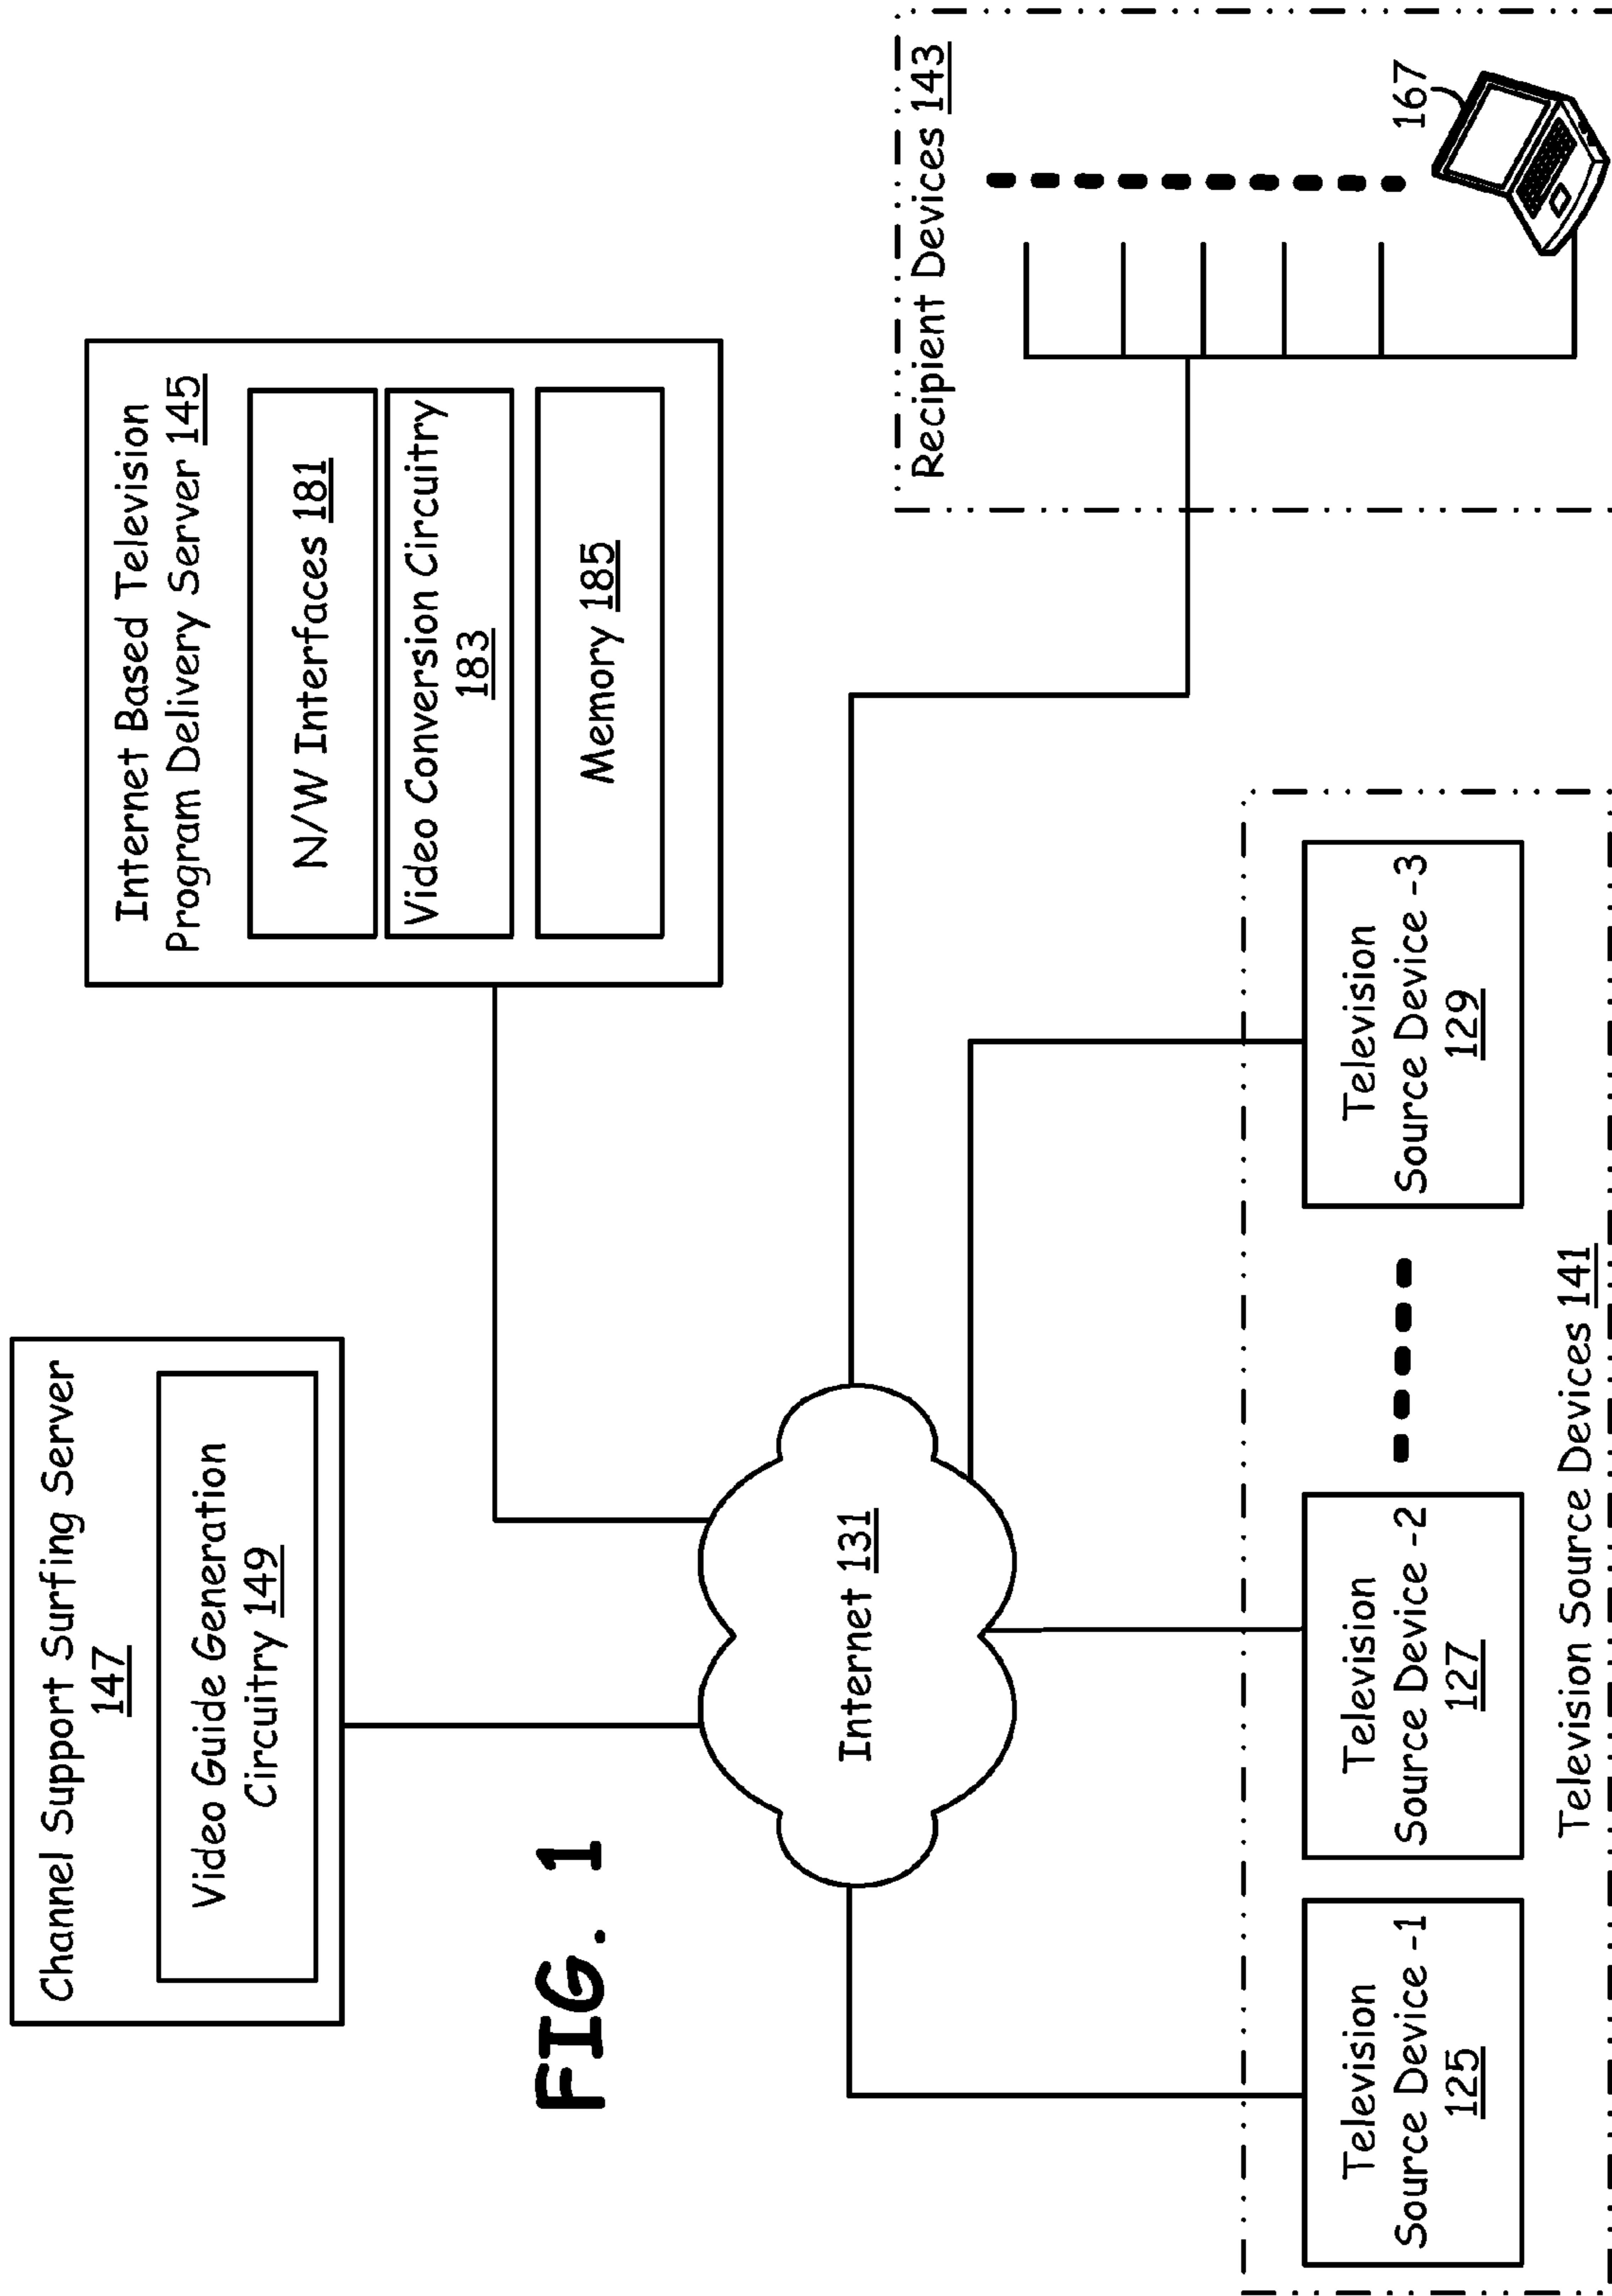 Channel Support Surfing Server
147
Video Guide Generation
Circuitry 149
Internet Based Television
Program Delivery Server 145
N/W Interfaces 181
Video Conversion Circuitry
183
Memory 185
FIG. 1
Internet 131
Recipient Devices 143
167
Television
Source Device -1
125
Television
Source Device -2
127
Television
Source Device -3
129
Television Source Devices 141